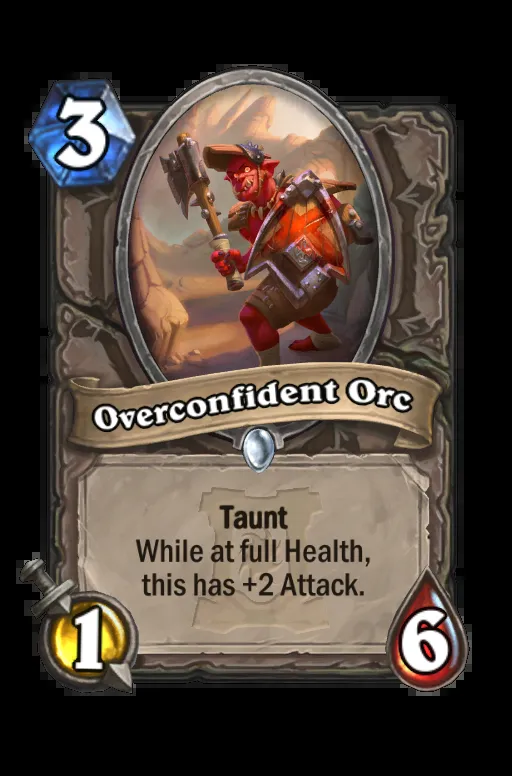 3
Overconfident Orc
Taunt
While at full Health,
this has +2 Attack.
1
6